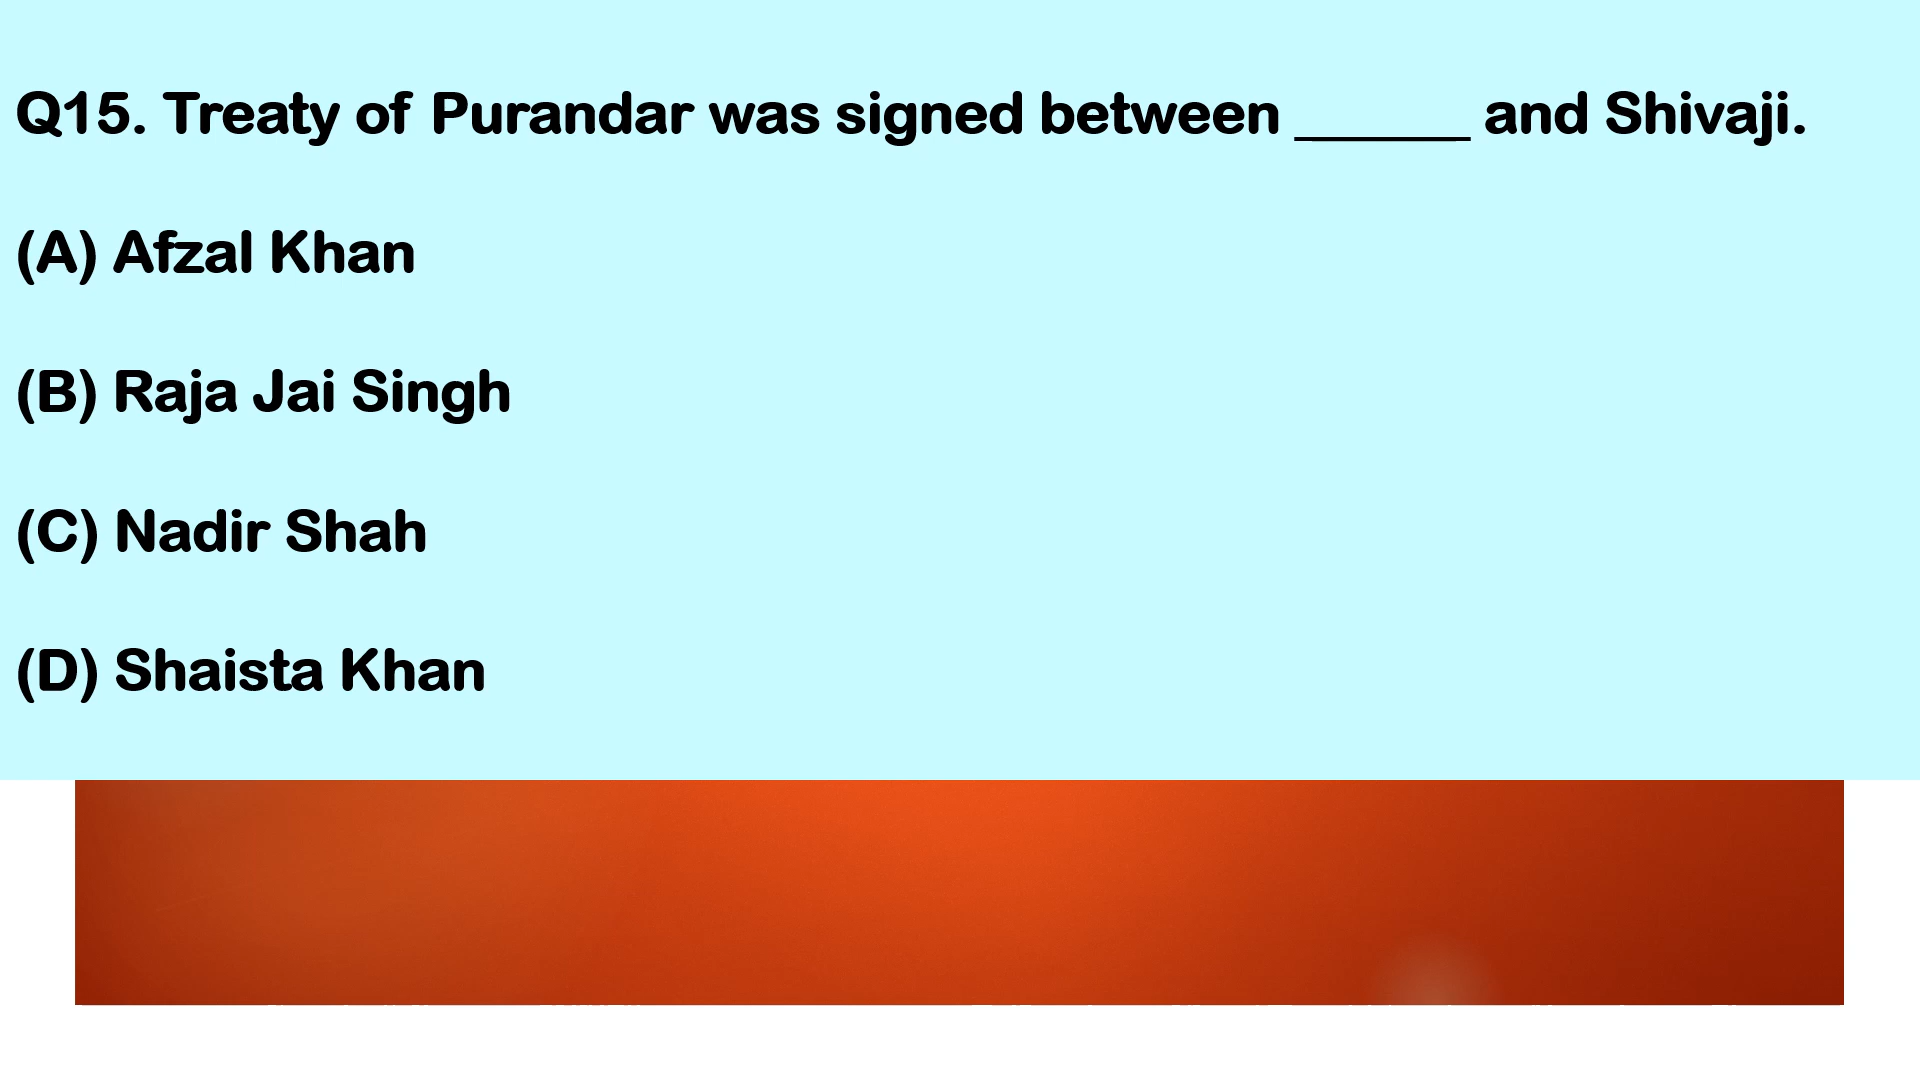 Q15. Treaty of Purandar was signed between ______ and Shivaji.
(A) Afzal Khan
(B) Raja Jai Singh
(C) Nadir Shah
(D) Shaista Khan